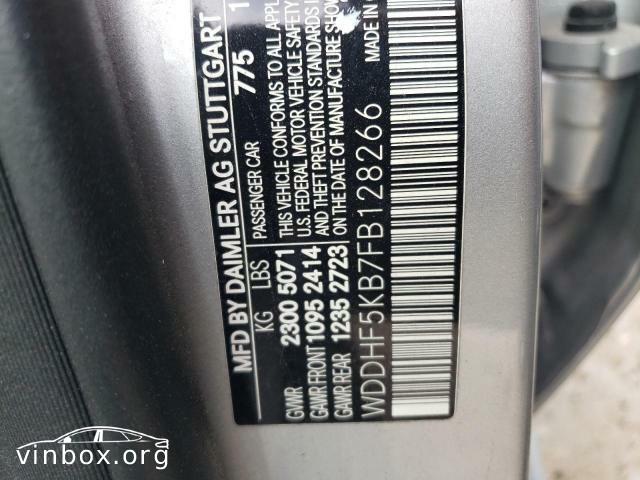 MFD BY DAIMLER AG STUTTGART
775 1
KG LBS PASSENGER CAR
GVWR 2300 5071 THIS VEHICLE CONFORMS TO ALL APPL
GAWR FRONT 1095 2414 U.S. FEDERAL MOTOR VEHICLE SAFETY
AND THEFT PREVENTION STANDARDS I
GAWR REAR 1235 2723 ON THE DATE OF MANUFACTURE SHOW
WDDHF5KB7FB128266 MADE IN
vinbox.org